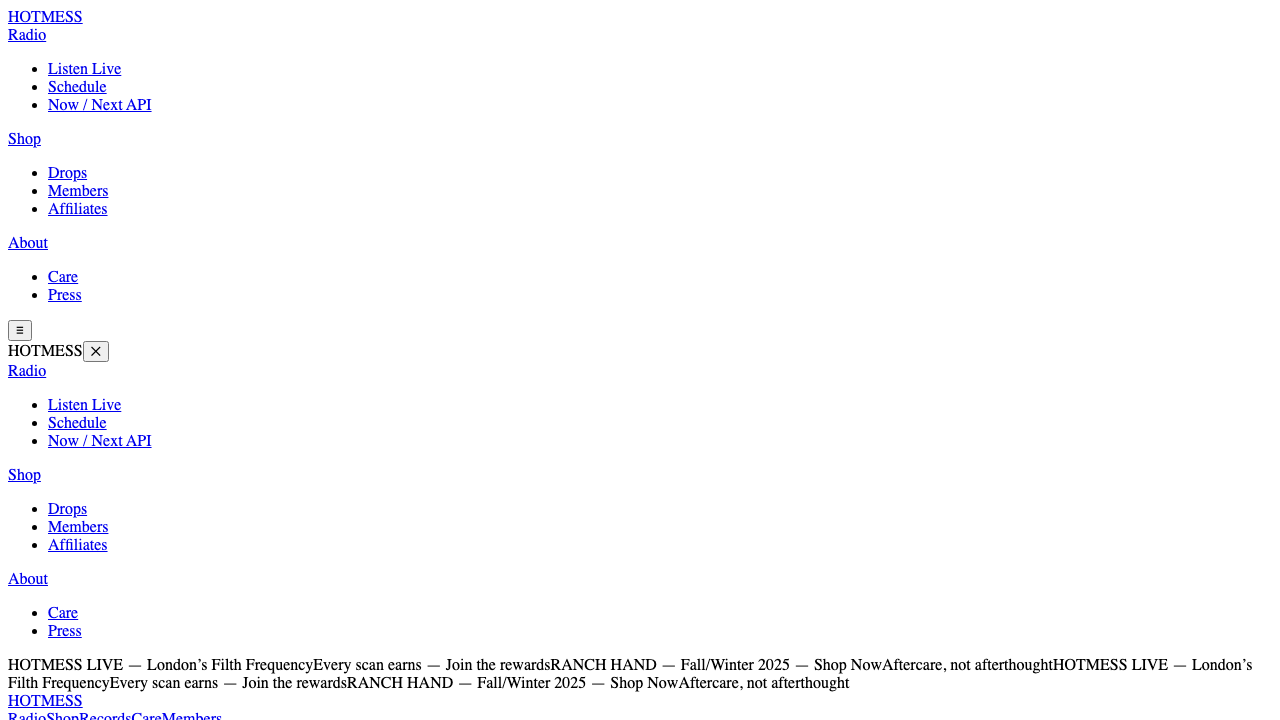 HOTMESS
Radio
Listen Live
Schedule
Now / Next API
Shop
Drops
Members
Affiliates
About
Care
Press
☰
HOTMESS✕
Radio
Listen Live
Schedule
Now / Next API
Shop
Drops
Members
Affiliates
About
Care
Press
HOTMESS LIVE — London’s Filth FrequencyEvery scan earns — Join the rewardsRANCH HAND — Fall/Winter 2025 — Shop NowAftercare, not afterthoughtHOTMESS LIVE — London’s
Filth FrequencyEvery scan earns — Join the rewardsRANCH HAND — Fall/Winter 2025 — Shop NowAftercare, not afterthought
HOTMESS
RadioShopRecordsCareMembers